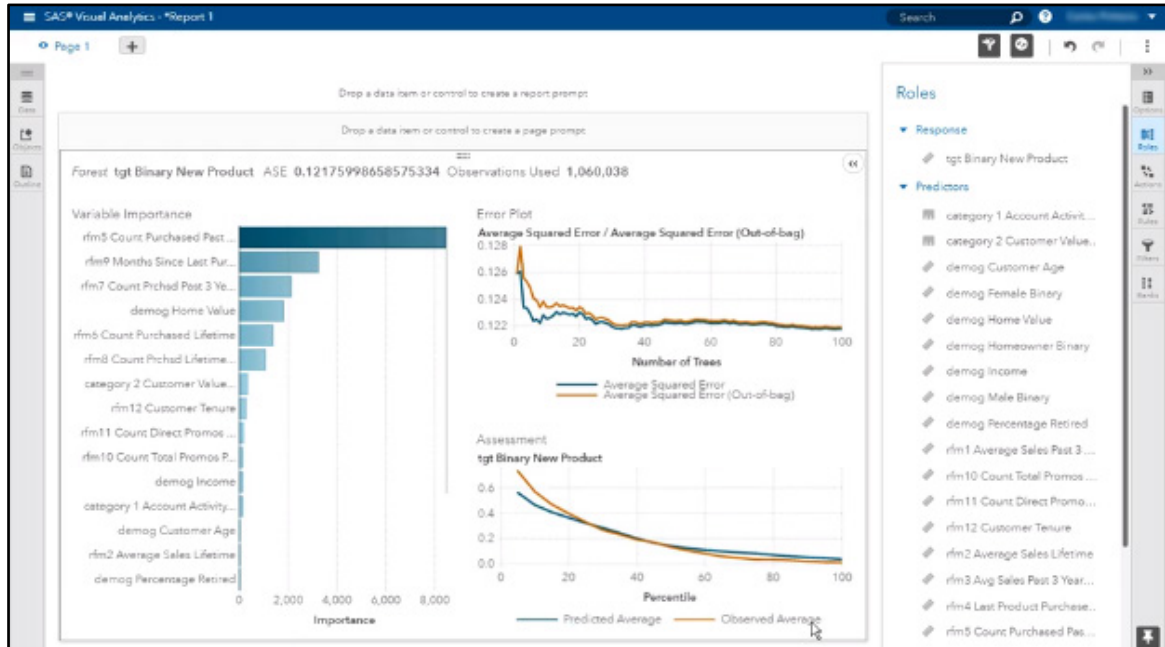 SAS® Visual Analytics - *Report 1
Search
Page 1
Drop a data item or control to create a report prompt
Drop a data item or control to create a page prompt
Data
Objects
Outline
Forest tgt Binary New Product ASE 0.12175998658575334 Observations Used 1,060,038
Variable Importance
rfm5 Count Purchased Past ...
rfm9 Months Since Last Pur...
rfm7 Count Prchsd Past 3 Ye...
demog Home Value
rfm6 Count Purchased Lifetime
rfm8 Count Prchsd Lifetime...
category 2 Customer Value...
rfm12 Customer Tenure
rfm11 Count Direct Promos ...
rfm10 Count Total Promos P...
demog Income
category 1 Account Activity...
demog Customer Age
rfm2 Average Sales Lifetime
demog Percentage Retired
0 2,000 4,000 6,000 8,000
Importance
Error Plot
Average Squared Error / Average Squared Error (Out-of-bag)
0.128
0.126
0.124
0.122
0 20 40 60 80 100
Number of Trees
Average Squared Error
Average Squared Error (Out-of-bag)
Assessment
tgt Binary New Product
0.6
0.4
0.2
0.0
0 20 40 60 80 100
Percentile
Predicted Average Observed Average
Roles
Response
tgt Binary New Product
Predictors
category 1 Account Activit...
category 2 Customer Value...
demog Customer Age
demog Female Binary
demog Home Value
demog Homeowner Binary
demog Income
demog Male Binary
demog Percentage Retired
rfm1 Average Sales Past 3 ...
rfm10 Count Total Promos ...
rfm11 Count Direct Promo...
rfm12 Customer Tenure
rfm2 Average Sales Lifetime
rfm3 Avg Sales Past 3 Year...
rfm4 Last Product Purchase...
rfm5 Count Purchased Pas...
Options
Roles
Actions
Rules
Filters
Ranks